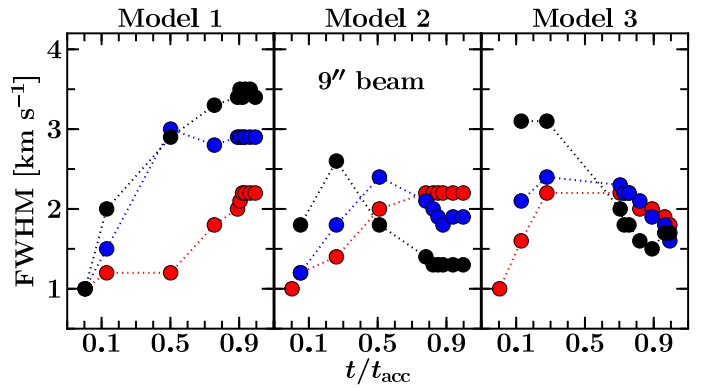 Model 1 Model 2 Model 3
4
3
2
1
FWHM [km s⁻¹]
9′′ beam
0.1 0.5 0.9 0.1 0.5 0.9 0.1 0.5 0.9
t/t_acc